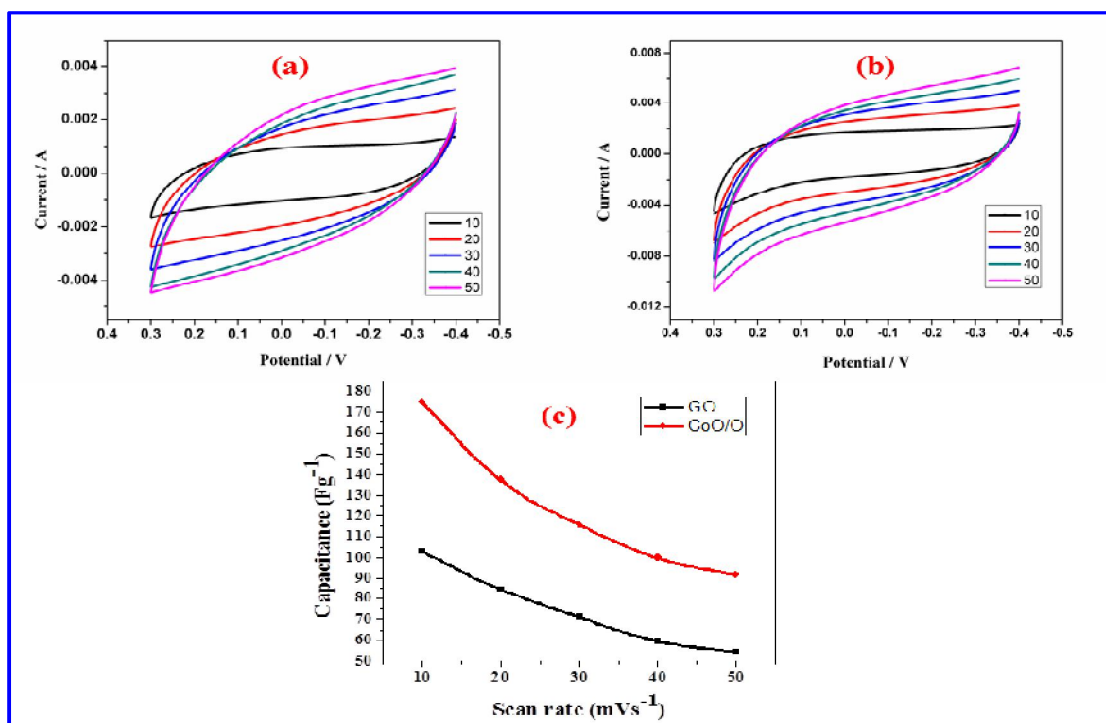 (a)
Current / A
0.004
0.002
0.000
-0.002
-0.004
10
20
30
40
50
0.4 0.3 0.2 0.1 0.0 -0.1 -0.2 -0.3 -0.4 -0.5
Potential / V
(b)
Current / A
0.008
0.004
0.000
-0.004
-0.008
-0.012
10
20
30
40
50
0.4 0.3 0.2 0.1 0.0 -0.1 -0.2 -0.3 -0.4 -0.5
Potential / V
(c)
Capacitance (Fg⁻¹)
180
170
160
150
140
130
120
110
100
90
80
70
60
50
GO
GoO/O
10 20 30 40 50
Scan rate (mVs⁻¹)